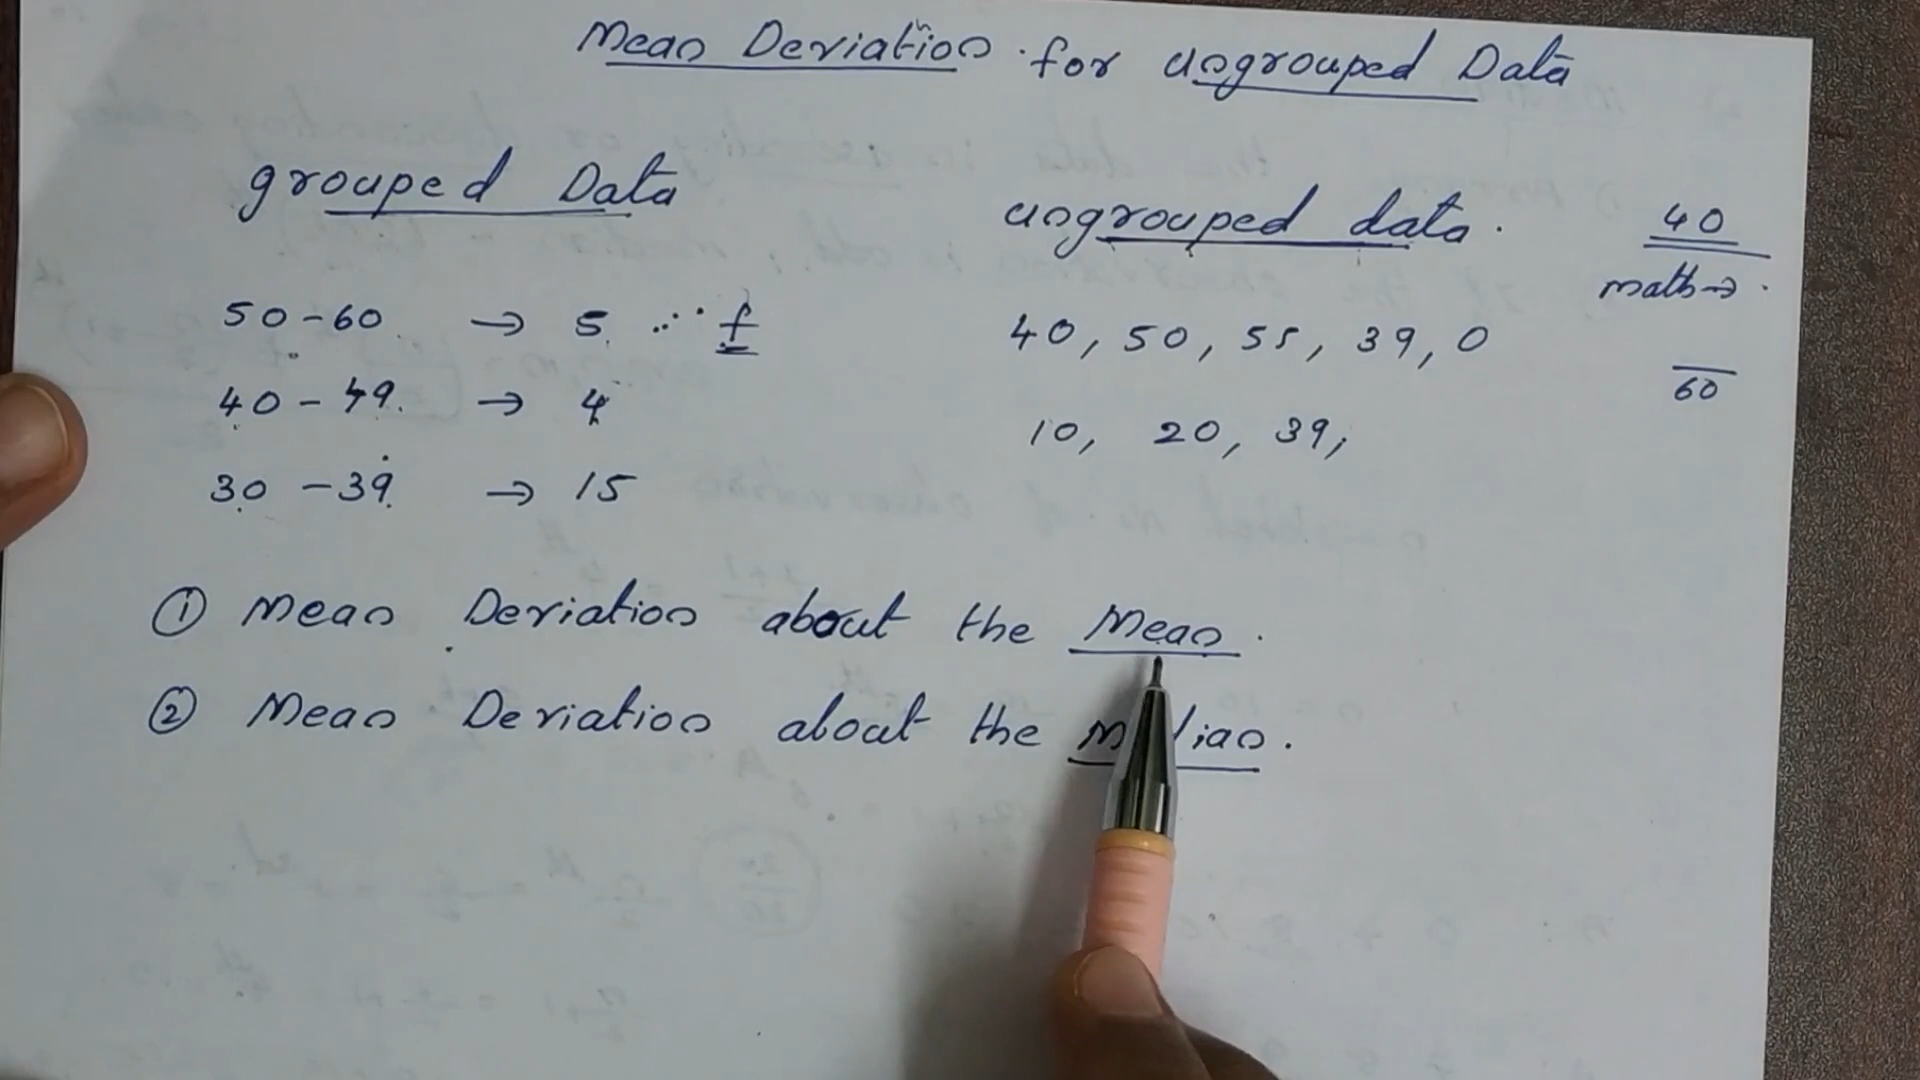 Mean Deviation for ungrouped Data
grouped Data
50-60 → 5 f
40-49 → 4
30-39 → 15
ungrouped data.
40, 50, 55, 39, 0
10, 20, 39,
40
math→
60
① Mean Deviation about the Mean.
② Mean Deviation about the